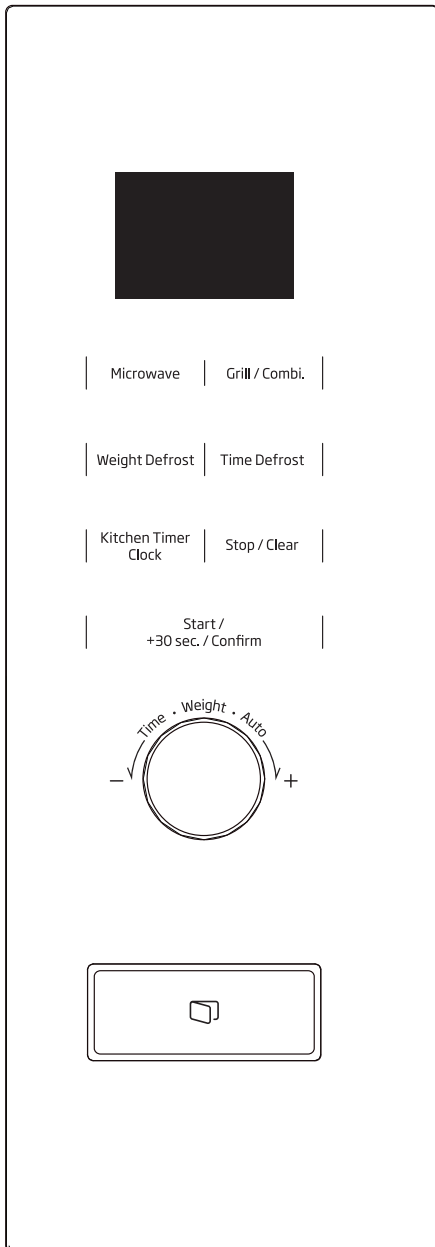 Microwave
Grill / Combi.
Weight Defrost
Time Defrost
Kitchen Timer
Clock
Stop / Clear
Start /
+30 sec. / Confirm
Time . Weight . Auto
- +